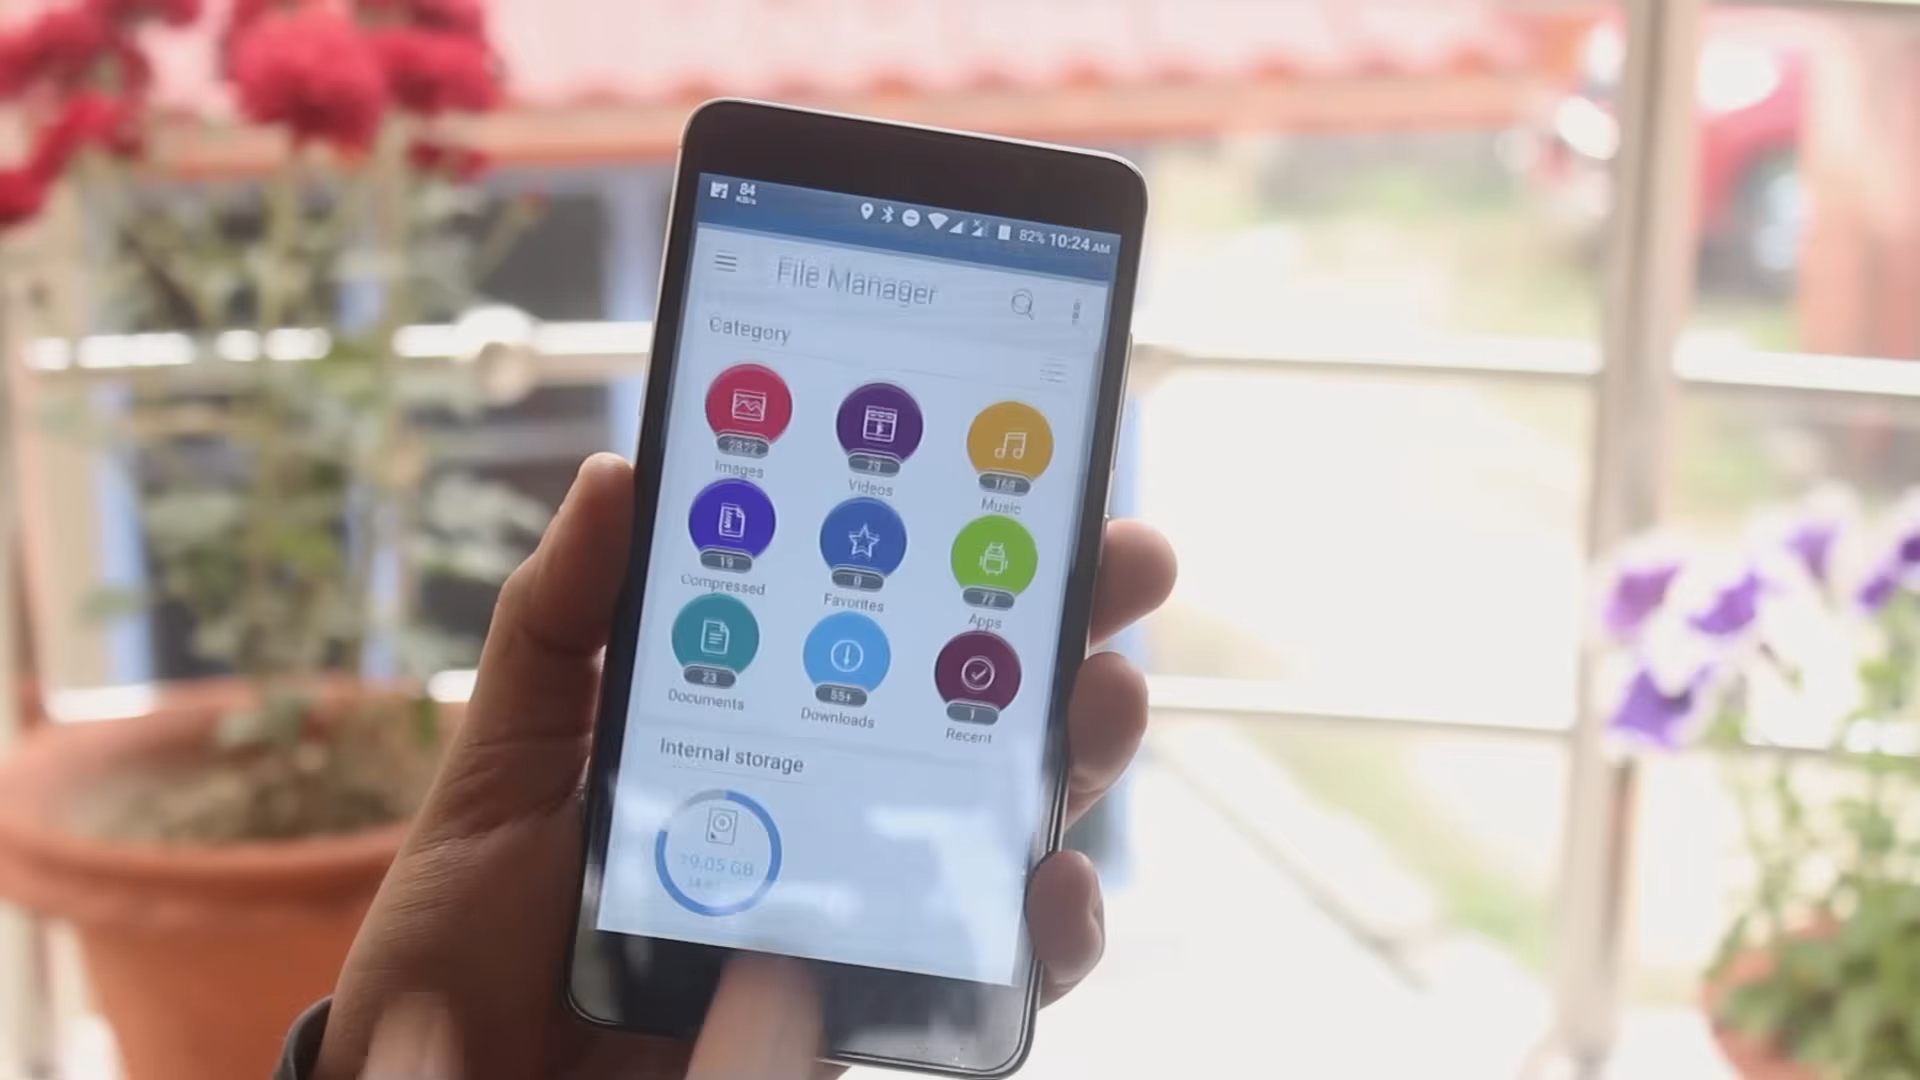 84
KB/s
82% 10:24 AM
File Manager
Category
Images
Videos
Music
19
Compressed
0
Favorites
Apps
23
Documents
55+
Downloads
1
Recent
Internal storage